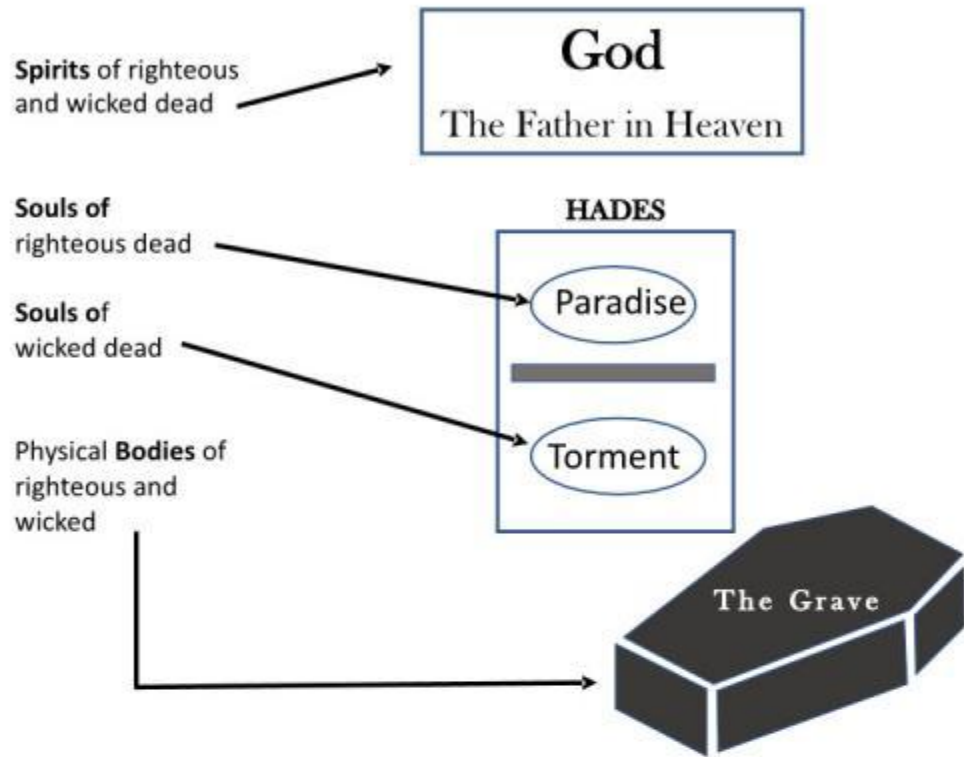 Spirits of righteous
and wicked dead
God
The Father in Heaven
Souls of
righteous dead
Souls of
wicked dead
HADES
Paradise
Torment
Physical Bodies of
righteous and
wicked
The Grave